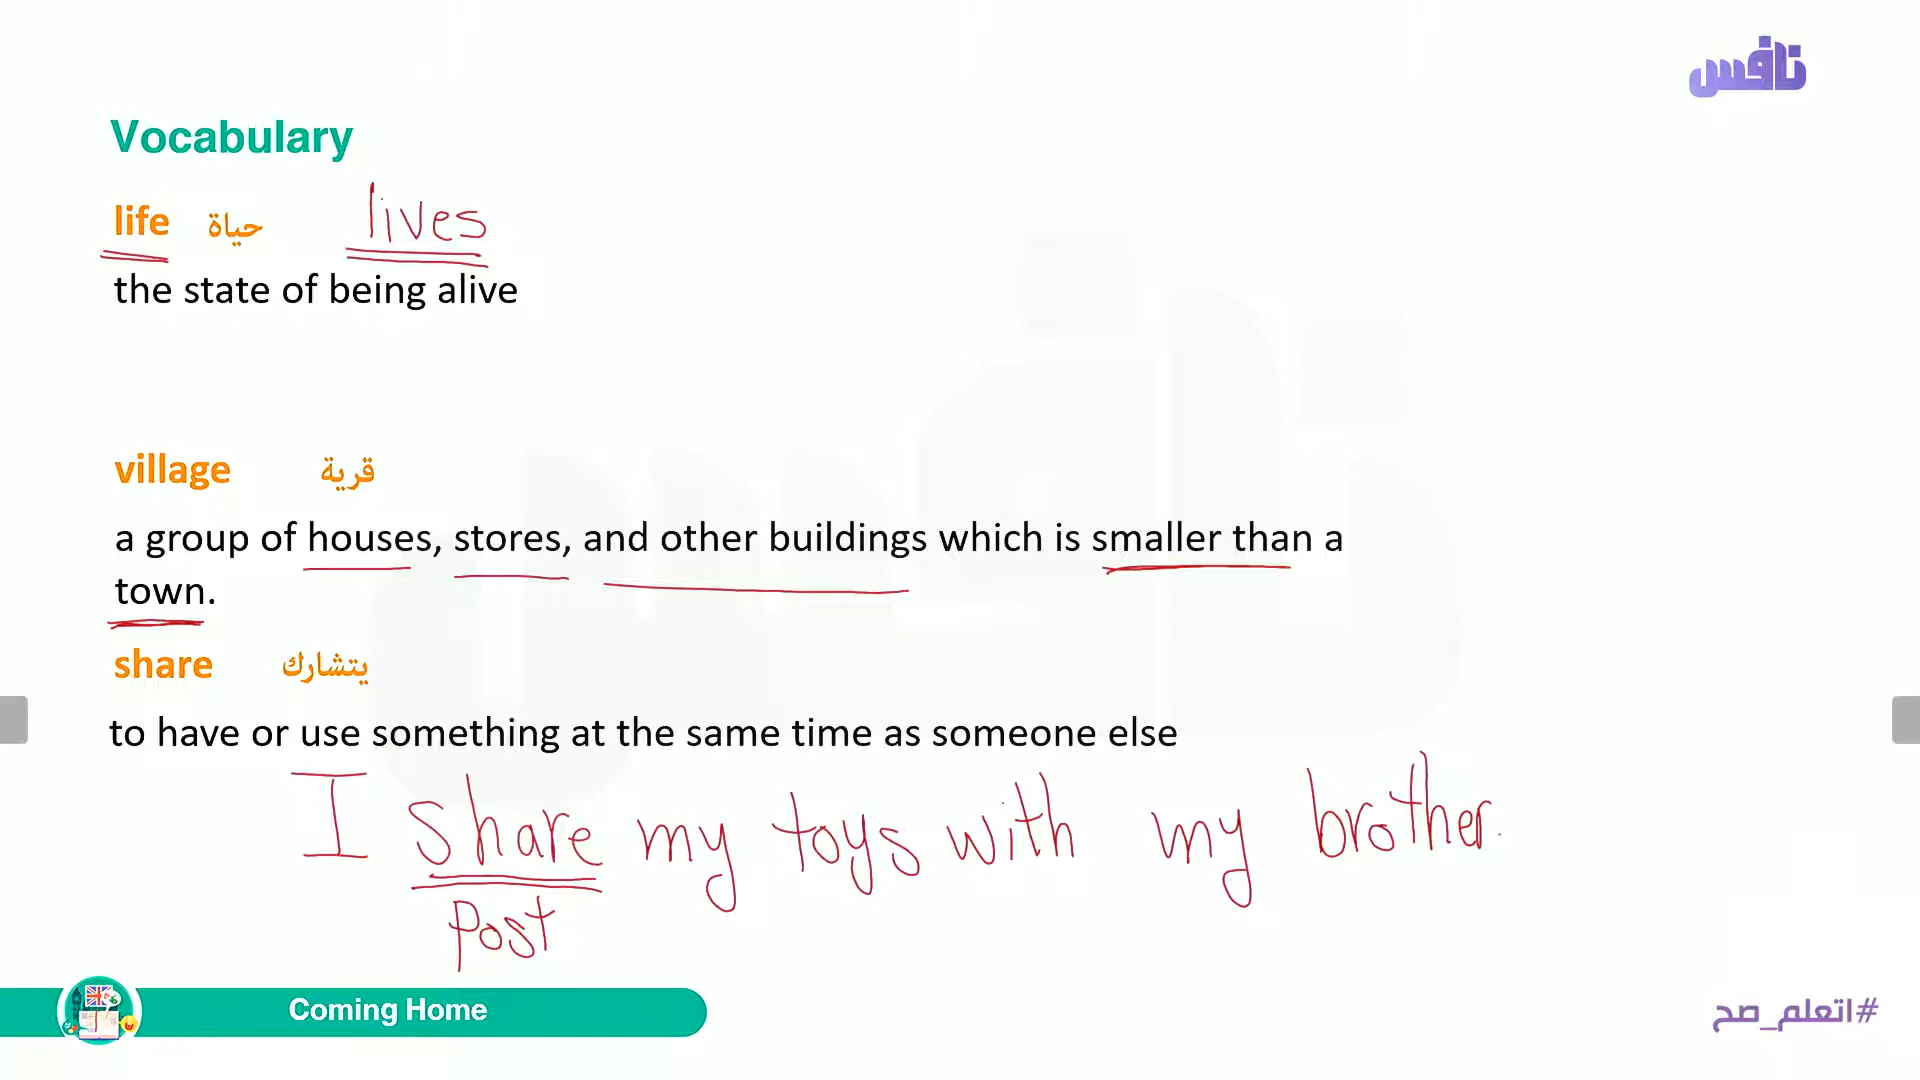 نافس
Vocabulary
life حياة lives
the state of being alive
village قرية
a group of houses, stores, and other buildings which is smaller than a
town.
share يتشارك
to have or use something at the same time as someone else
I share my toys with my brother.
post
Coming Home
#اتعلم_صح